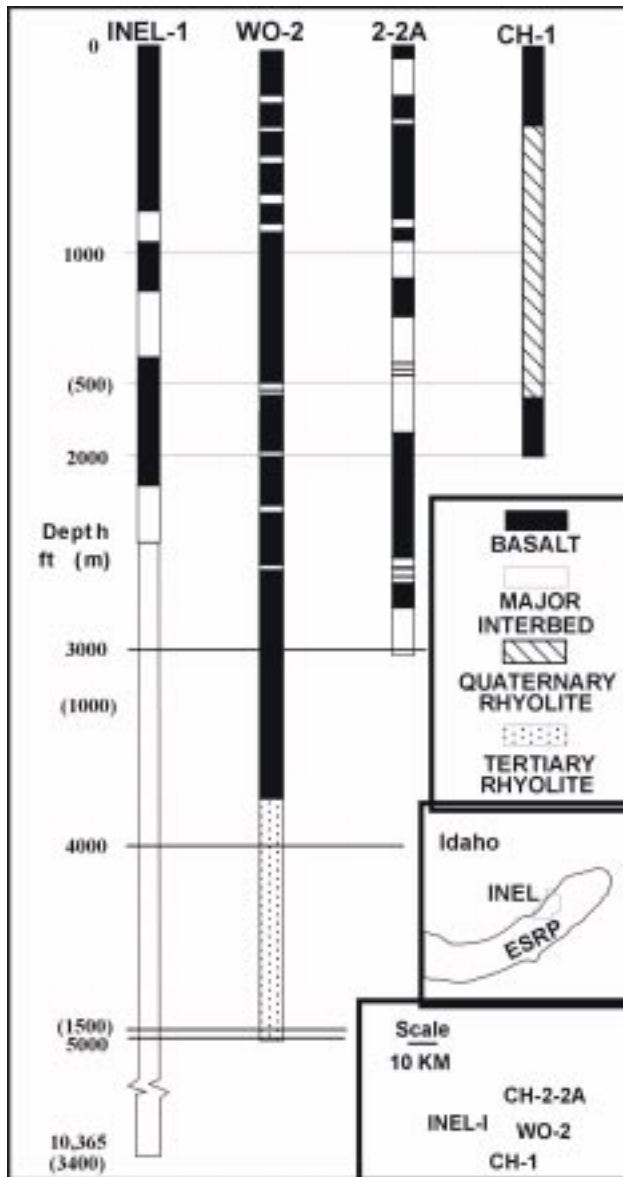 INEL-1 WO-2 2-2A CH-1
0
1000
(500)
2000
Depth
ft (m)
3000
(1000)
4000
(1500)
5000
10,365
(3400)
BASALT
MAJOR
INTERBED
QUATERNARY
RHYOLITE
TERTIARY
RHYOLITE
Idaho
INEL
ESRP
Scale
10 KM
CH-2-2A
INEL-I WO-2
CH-1